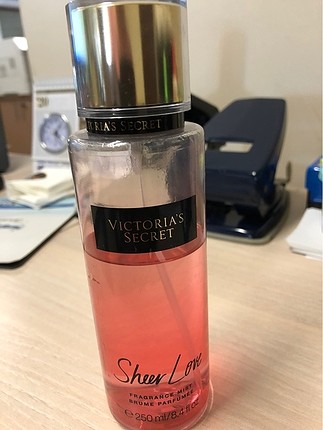 RIA'S SECRET
VICTORIA'S
SECRET
Sheer Love
FRAGRANCE MIST
BRUME PARFUMÉE
℮ 250 ml/8.4 fl oz